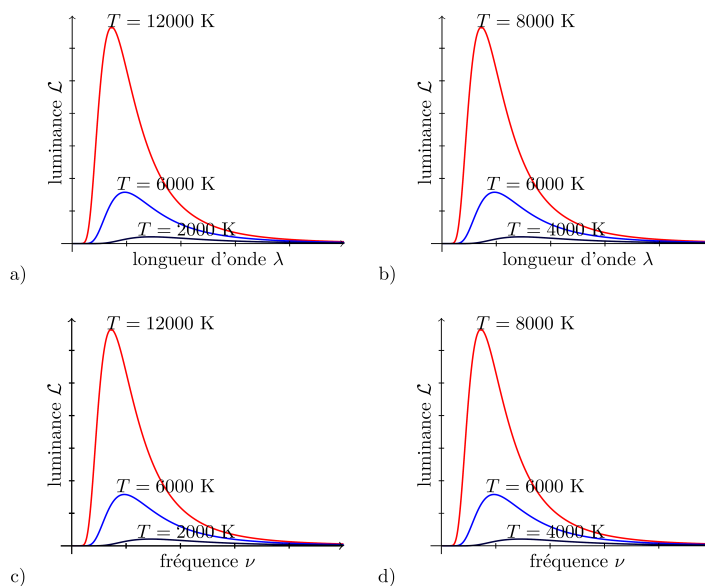 T = 12000 K
luminance ℒ
T = 6000 K
T = 2000 K
longueur d'onde λ
a)
T = 8000 K
luminance ℒ
T = 6000 K
T = 4000 K
longueur d'onde λ
b)
T = 12000 K
luminance ℒ
T = 6000 K
T = 2000 K
fréquence ν
c)
T = 8000 K
luminance ℒ
T = 6000 K
T = 4000 K
fréquence ν
d)